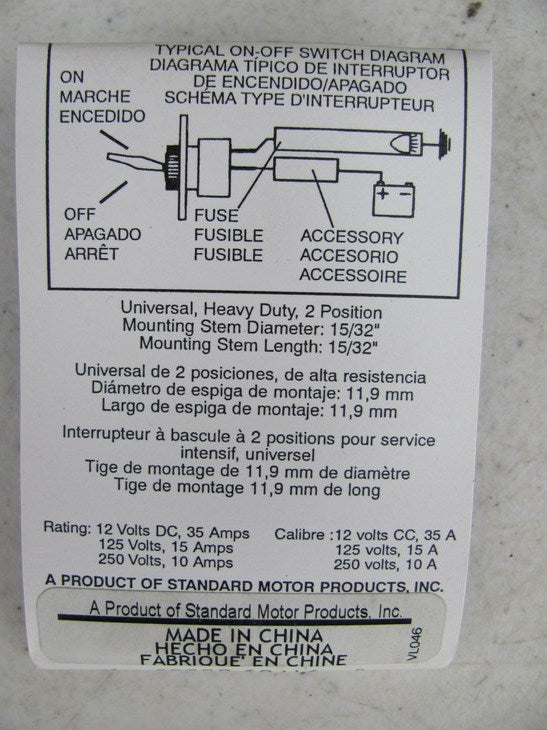 TYPICAL ON-OFF SWITCH DIAGRAM
DIAGRAMA TÍPICO DE INTERRUPTOR
DE ENCENDIDO/APAGADO
SCHÉMA TYPE D'INTERRUPTEUR
ON
MARCHE
ENCEDIDO
OFF
APAGADO
ARRÊT
FUSE
FUSIBLE
FUSIBLE
ACCESSORY
ACCESORIO
ACCESSOIRE
+ -
Universal, Heavy Duty, 2 Position
Mounting Stem Diameter: 15/32"
Mounting Stem Length: 15/32"
Universal de 2 posiciones, de alta resistencia
Diámetro de espiga de montaje: 11,9 mm
Largo de espiga de montaje: 11,9 mm
Interrupteur à bascule à 2 positions pour service
intensif, universel
Tige de montage de 11,9 mm de diamètre
Tige de montage 11,9 mm de long
Rating: 12 Volts DC, 35 Amps
125 Volts, 15 Amps
250 Volts, 10 Amps
Calibre :12 volts CC, 35 A
125 volts, 15 A
250 volts, 10 A
A PRODUCT OF STANDARD MOTOR PRODUCTS, INC.
A Product of Standard Motor Products, Inc.
MADE IN CHINA
HECHO EN CHINA
FABRIQUE' EN CHINE
VL046